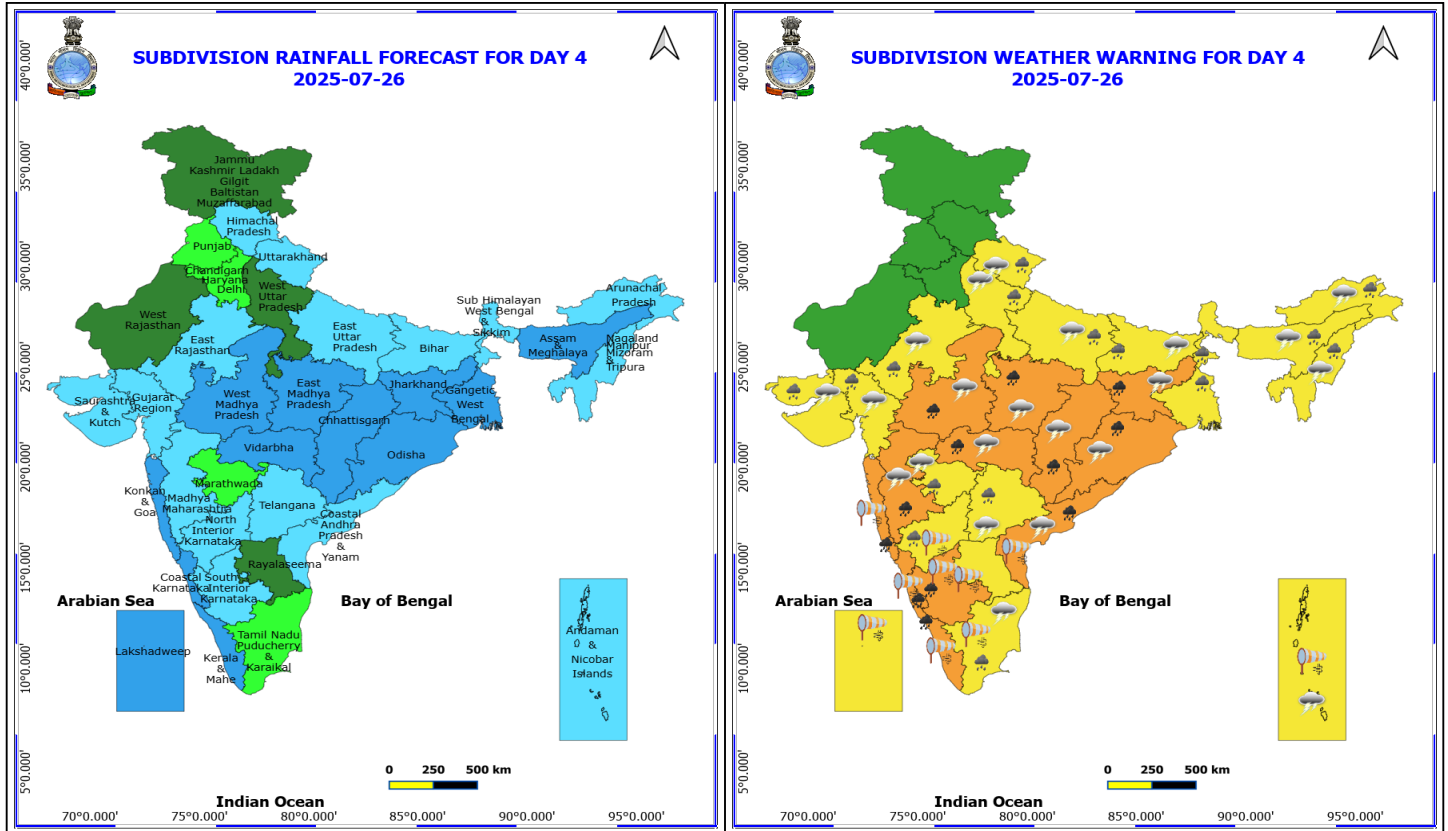 SUBDIVISION RAINFALL FORECAST FOR DAY 4
2025-07-26
40°0.000'
35°0.000'
30°0.000'
25°0.000'
20°0.000'
15°0.000'
10°0.000'
5°0.000'
Jammu
Kashmir Ladakh
Gilgit
Baltistan
Muzaffarabad
Himachal
Pradesh
Punjab
Uttarakhand
Chandigarh
Haryana
Delhi
West
Uttar
Pradesh
West
Rajasthan
East
Rajasthan
East
Uttar
Pradesh
Bihar
Sub Himalayan
West Bengal
&
Sikkim
Arunachal
Pradesh
Assam
&
Meghalaya
Nagaland
Manipur
Mizoram
&
Tripura
Saurashtra
&
Kutch
Gujarat
Region
West
Madhya
Pradesh
East
Madhya
Pradesh
Jharkhand
Gangetic
West
Bengal
Chhattisgarh
Vidarbha
Odisha
Konkan
&
Goa
Madhya
Maharashtra
Marathwada
Telangana
North
Interior
Karnataka
Coastal
Andhra
Pradesh
&
Yanam
Rayalaseema
Coastal
Karnataka
South
Interior
Karnataka
Tamil Nadu
Puducherry
&
Karaikal
Kerala
&
Mahe
Lakshadweep
Andaman
&
Nicobar
Islands
Arabian Sea
Bay of Bengal
Indian Ocean
0 250 500 km
70°0.000' 75°0.000' 80°0.000' 85°0.000' 90°0.000' 95°0.000'
SUBDIVISION WEATHER WARNING FOR DAY 4
2025-07-26
40°0.000'
35°0.000'
30°0.000'
25°0.000'
20°0.000'
15°0.000'
10°0.000'
5°0.000'
Arabian Sea
Bay of Bengal
Indian Ocean
0 250 500 km
70°0.000' 75°0.000' 80°0.000' 85°0.000' 90°0.000' 95°0.000'